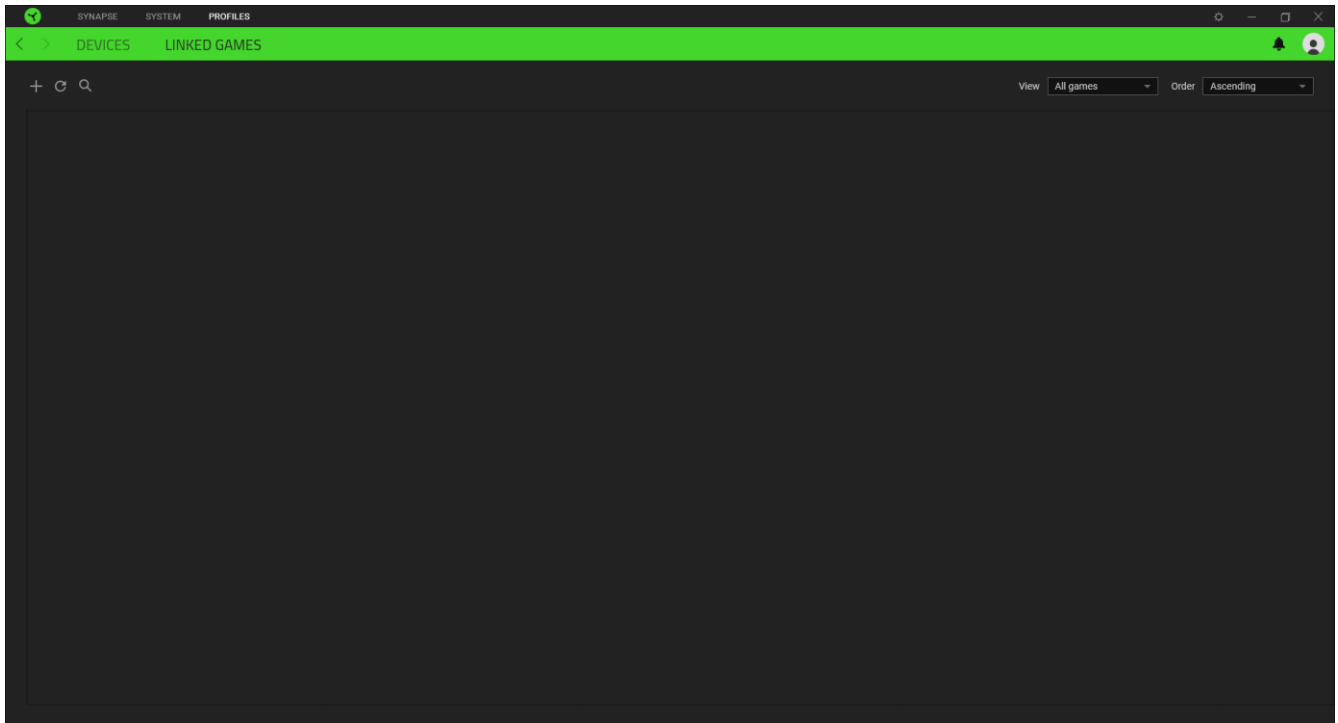 SYNAPSE SYSTEM PROFILES
DEVICES LINKED GAMES
View All games Order Ascending